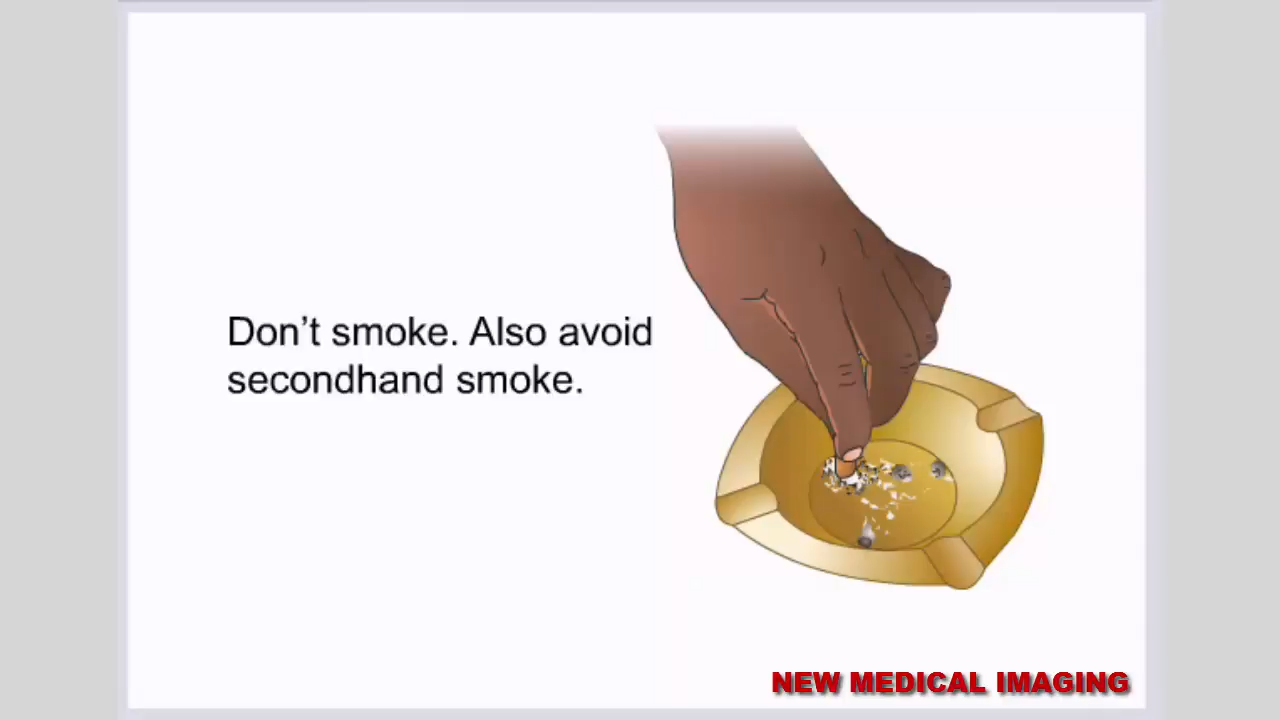 Don’t smoke. Also avoid
secondhand smoke.
NEW MEDICAL IMAGING